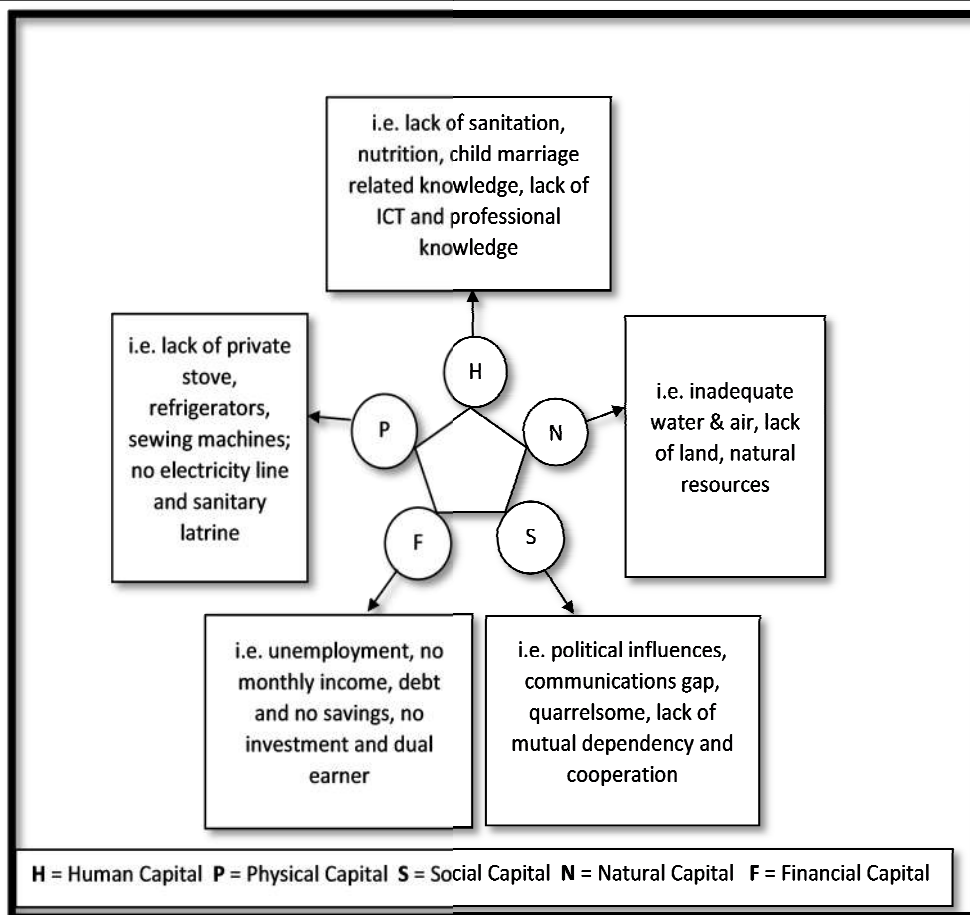 i.e. lack of sanitation,
nutrition, child marriage
related knowledge, lack of
ICT and professional
knowledge
i.e. lack of private
stove,
refrigerators,
sewing machines;
no electricity line
and sanitary
latrine
H
P
N
i.e. inadequate
water & air, lack
of land, natural
resources
F
S
i.e. unemployment, no
monthly income, debt
and no savings, no
investment and dual
earner
i.e. political influences,
communications gap,
quarrelsome, lack of
mutual dependency and
cooperation
H = Human Capital P = Physical Capital S = Social Capital N = Natural Capital F = Financial Capital